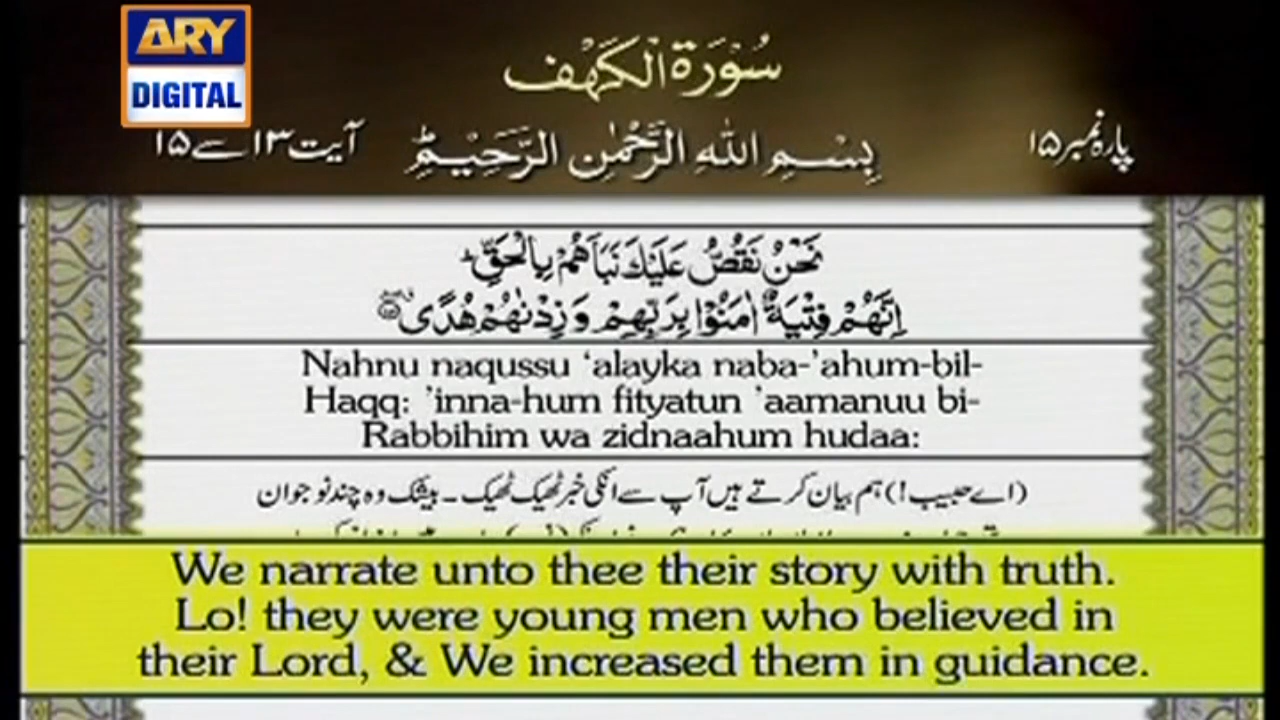 ARY
DIGITAL
سُوْرَةُ الْكَهْف
پارہ نمبر ۱۵
بِسْمِ اللهِ الرَّحْمٰنِ الرَّحِيْمِ
آیت ۱۳ سے ۱۵
نَحْنُ نَقُصُّ عَلَيْكَ نَبَاَهُمْ بِالْحَقِّ ؕ
اِنَّهُمْ فِتْيَةٌ اٰمَنُوْا بِرَبِّهِمْ وَ زِدْنٰهُمْ هُدًى
Nahnu naqussu ‘alayka naba-’ahum-bil-
Haqq: ’inna-hum fityatun ’aamanuu bi-
Rabbihim wa zidnaahum hudaa:
(اے حبیب!) ہم بیان کرتے ہیں آپ سے انکی خبر ٹھیک ٹھیک ۔ بیشک وہ چند نوجوان
We narrate unto thee their story with truth.
Lo! they were young men who believed in
their Lord, & We increased them in guidance.